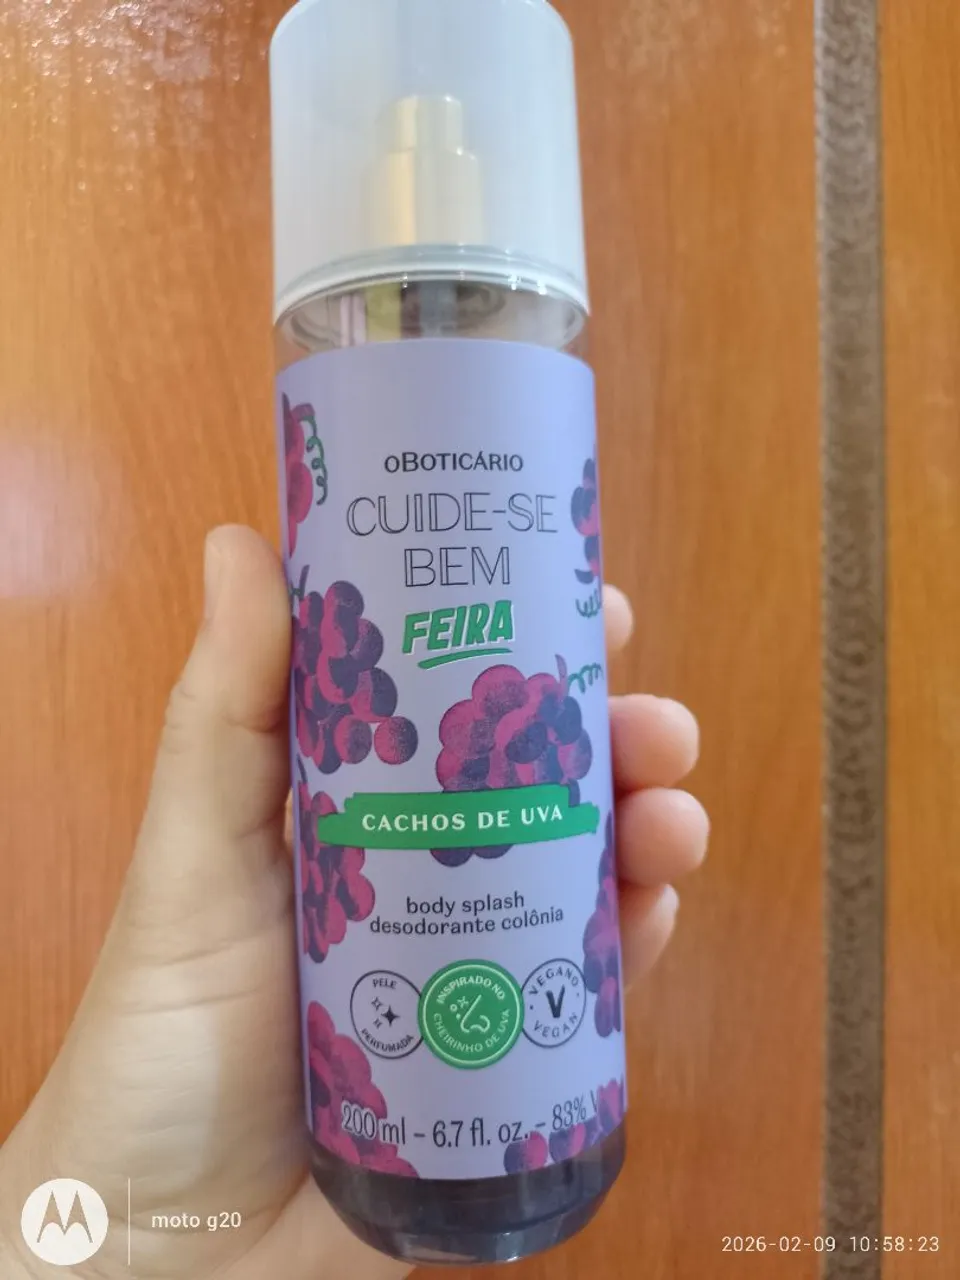 oBOTICÁRIO
CUIDE-SE
BEM
FEIRA
CACHOS DE UVA
body splash
desodorante colônia
PELE
PERFUMADA
INSPIRADO NO
CHEIRINHO DE UVA
VEGANO
V
VEGAN
200 ml - 6.7 fl. oz. - 83% V
moto g20
2026-02-09 10:58:23